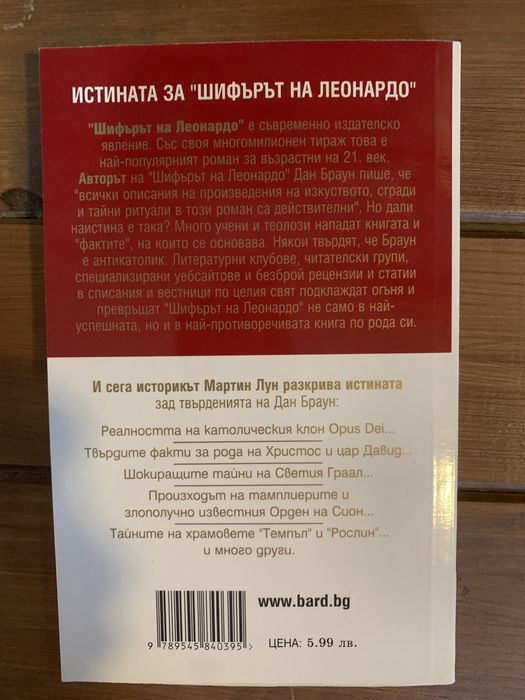 ИСТИНАТА ЗА "ШИФЪРЪТ НА ЛЕОНАРДО"
"Шифърът на Леонардо" е съвременно издателско
явление. Със своя многомилионен тираж това е
най-популярният роман за възрастни на 21. век.
Авторът на "Шифърът на Леонардо" Дан Браун пише, че
"всички описания на произведения на изкуството, сгради
и тайни ритуали в този роман са действителни". Но дали
наистина е така? Много учени и теолози нападат книгата и
"фактите", на които се основава. Някои твърдят, че Браун
е антикатолик. Литературни клубове, читателски групи,
специализирани уебсайтове и безброй рецензии и статии
в списания и вестници по целия свят подклаждат огъня и
превръщат "Шифърът на Леонардо" не само в най-
успешната, но и в най-противоречивата книга по рода си.
И сега историкът Мартин Лун разкрива истината
зад твърденията на Дан Браун:
Реалността на католическия клон Opus Dei...
Твърдите факти за рода на Христос и цар Давид...
Шокиращите тайни на Светия Граал...
Произходът на тамплиерите и
злополучно известния Орден на Сион...
Тайните на храмовете "Темпъл" и "Рослин"...
и много други.
www.bard.bg
9 789545 840395 >
ЦЕНА: 5.99 лв.